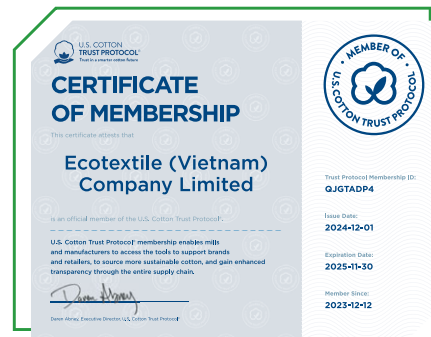 U.S. COTTON
TRUST PROTOCOL®
Trust in a smarter cotton future
CERTIFICATE
OF MEMBERSHIP
This certificate attests that
Ecotextile (Vietnam)
Company Limited
is an official member of the U.S. Cotton Trust Protocol®.
U.S. Cotton Trust Protocol® membership enables mills
and manufacturers to access the tools to support brands
and retailers, to source more sustainable cotton, and gain enhanced
transparency through the entire supply chain.
Daren Abney
Daren Abney, Executive Director, U.S. Cotton Trust Protocol®
• MEMBER OF •
U.S. COTTON TRUST PROTOCOL
Trust Protocol Membership ID:
QJGTADP4
Issue Date:
2024-12-01
Expiration Date:
2025-11-30
Member Since:
2023-12-12